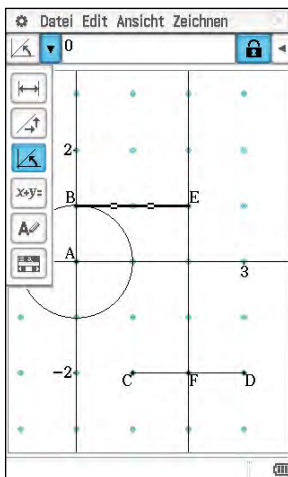 Datei Edit Ansicht Zeichnen
0
x+y=
A
2
B E
A
3
-2
C F D